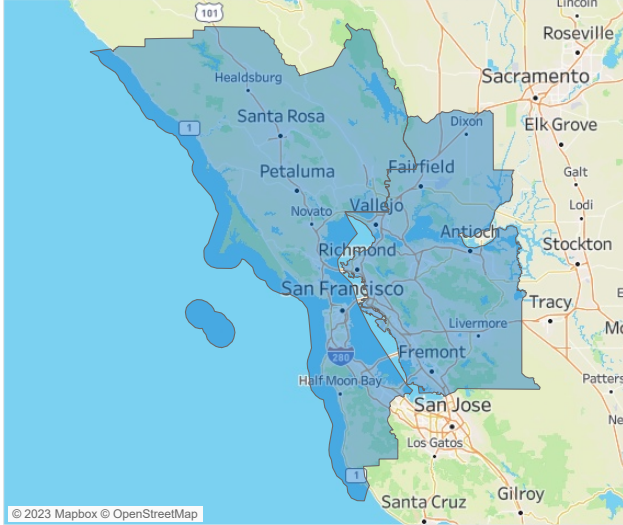 Lincoln
101
Roseville
Healdsburg
Sacramento
Santa Rosa
1
Dixon
Elk Grove
Petaluma
Fairfield
Galt
Novato
Vallejo
Lodi
Antioch
Stockton
Richmond
San Francisco
Tracy
Livermore
280
Fremont
Half Moon Bay
Patters
San Jose
Los Gatos
1
Santa Cruz
Gilroy
© 2023 Mapbox © OpenStreetMap